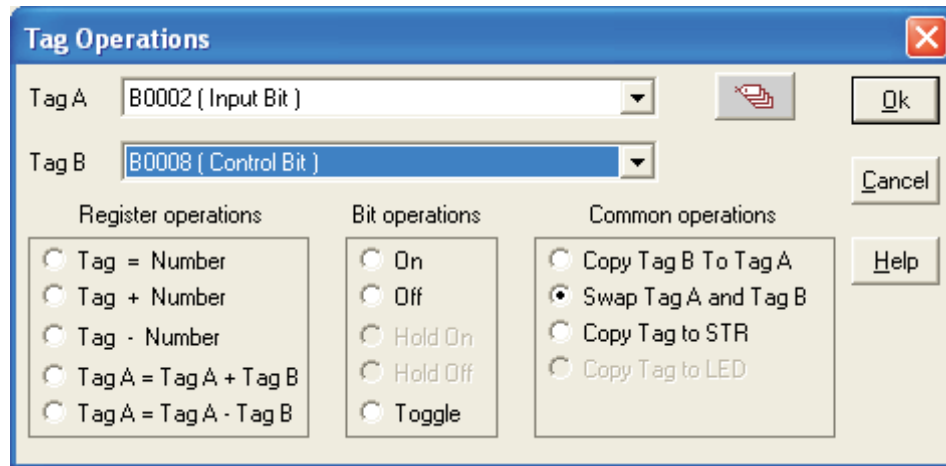 Tag Operations
Tag A B0002 ( Input Bit ) Ok
Tag B B0008 ( Control Bit ) Cancel
Register operations Bit operations Common operations Help
Tag = Number
Tag + Number
Tag - Number
Tag A = Tag A + Tag B
Tag A = Tag A - Tag B
On
Off
Hold On
Hold Off
Toggle
Copy Tag B To Tag A
Swap Tag A and Tag B
Copy Tag to STR
Copy Tag to LED